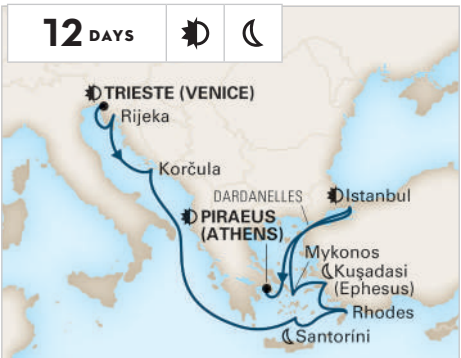 12 DAYS
TRIESTE (VENICE)
Rijeka
Korčula
DARDANELLES
Istanbul
PIRAEUS
(ATHENS)
Mykonos
Kuşadasi
(Ephesus)
Rhodes
Santoríni